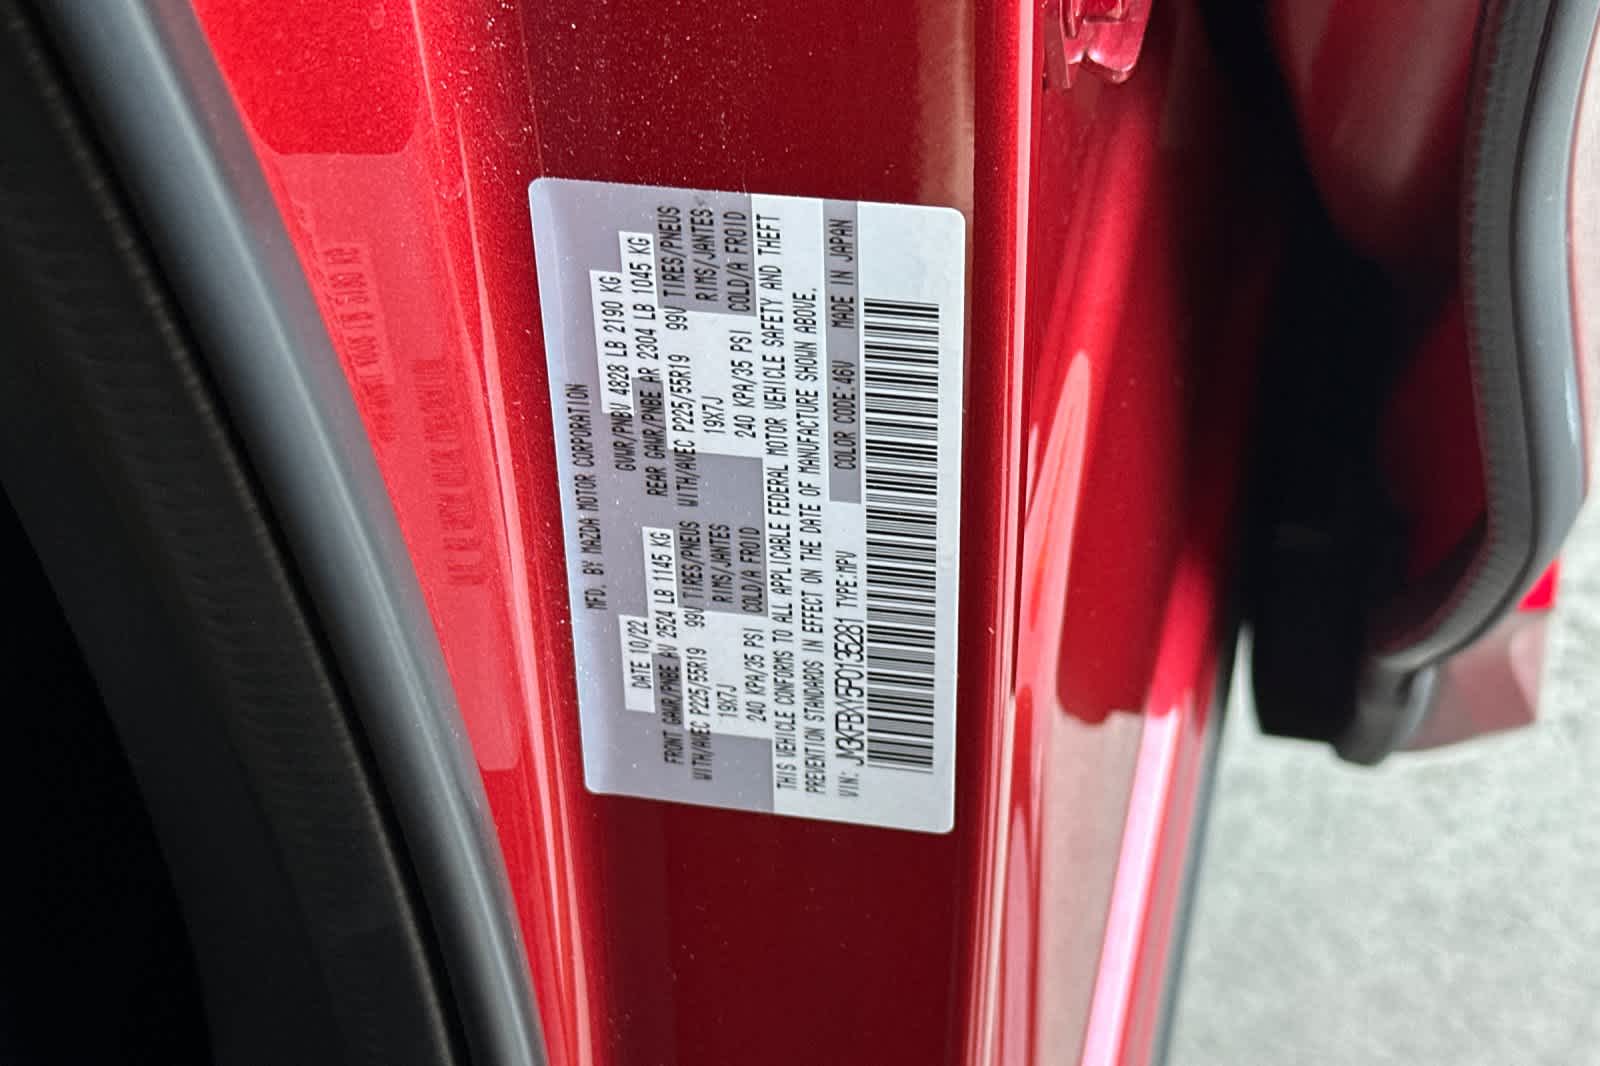 MFD. BY MAZDA MOTOR CORPORATION
DATE 10/22 GVWR/PNBV 4828 LB 2190 KG
FRONT GAWR/PNBE AV 2524 LB 1145 KG REAR GAWR/PNBE AR 2304 LB 1045 KG
WITH/AVEC P225/55R19 99V TIRES/PNEUS WITH/AVEC P225/55R19 99V TIRES/PNEUS
19X7J RIMS/JANTES 19X7J RIMS/JANTES
240 KPA/35 PSI COLD/A FROID 240 KPA/35 PSI COLD/A FROID
THIS VEHICLE CONFORMS TO ALL APPLICABLE FEDERAL MOTOR VEHICLE SAFETY AND THEFT
PREVENTION STANDARDS IN EFFECT ON THE DATE OF MANUFACTURE SHOWN ABOVE.
VIN: JM3KFBXY5P0135281 TYPE:MPV COLOR CODE:46V MADE IN JAPAN